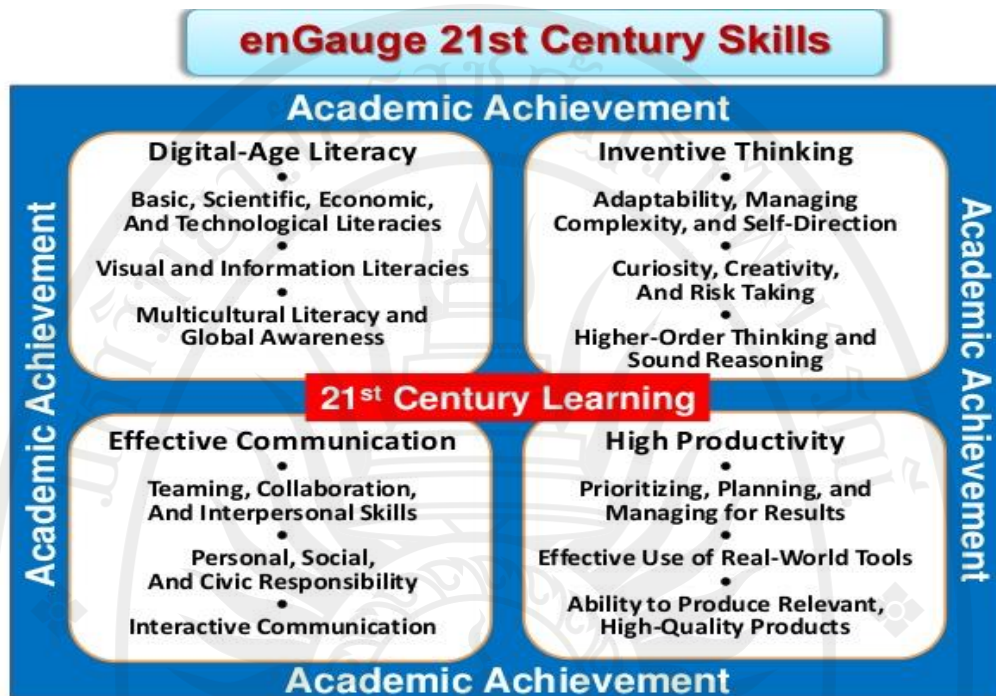 enGauge 21st Century Skills
Academic Achievement
Academic Achievement
Digital-Age Literacy
•
Basic, Scientific, Economic,
And Technological Literacies
•
Visual and Information Literacies
•
Multicultural Literacy and
Global Awareness
Inventive Thinking
•
Adaptability, Managing
Complexity, and Self-Direction
•
Curiosity, Creativity,
And Risk Taking
•
Higher-Order Thinking and
Sound Reasoning
Academic Achievement
21st Century Learning
Effective Communication
•
Teaming, Collaboration,
And Interpersonal Skills
•
Personal, Social,
And Civic Responsibility
•
Interactive Communication
High Productivity
•
Prioritizing, Planning, and
Managing for Results
•
Effective Use of Real-World Tools
•
Ability to Produce Relevant,
High-Quality Products
Academic Achievement